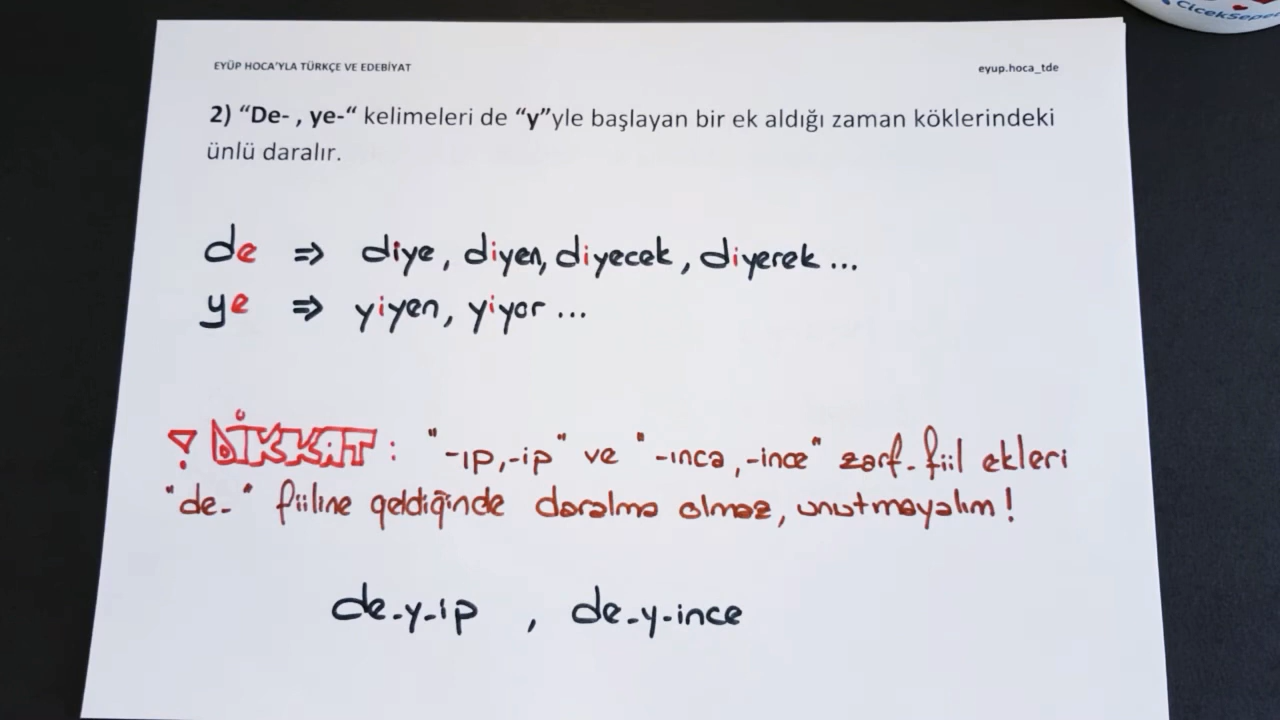 ÇiçekSepe
EYÜP HOCA'YLA TÜRKÇE VE EDEBİYAT
eyup.hoca_tde
2) "De- , ye-" kelimeleri de "y"yle başlayan bir ek aldığı zaman köklerindeki
ünlü daralır.
de ⇒ diye, diyen, diyecek, diyerek ...
ye ⇒ yiyen, yiyor ...
! DİKKAT: "-ıp,-ip" ve "-ınca,-ince" zarf-fiil ekleri
"de-" fiiline geldiğinde daralma olmaz, unutmayalım!
de-y-ip , de-y-ince